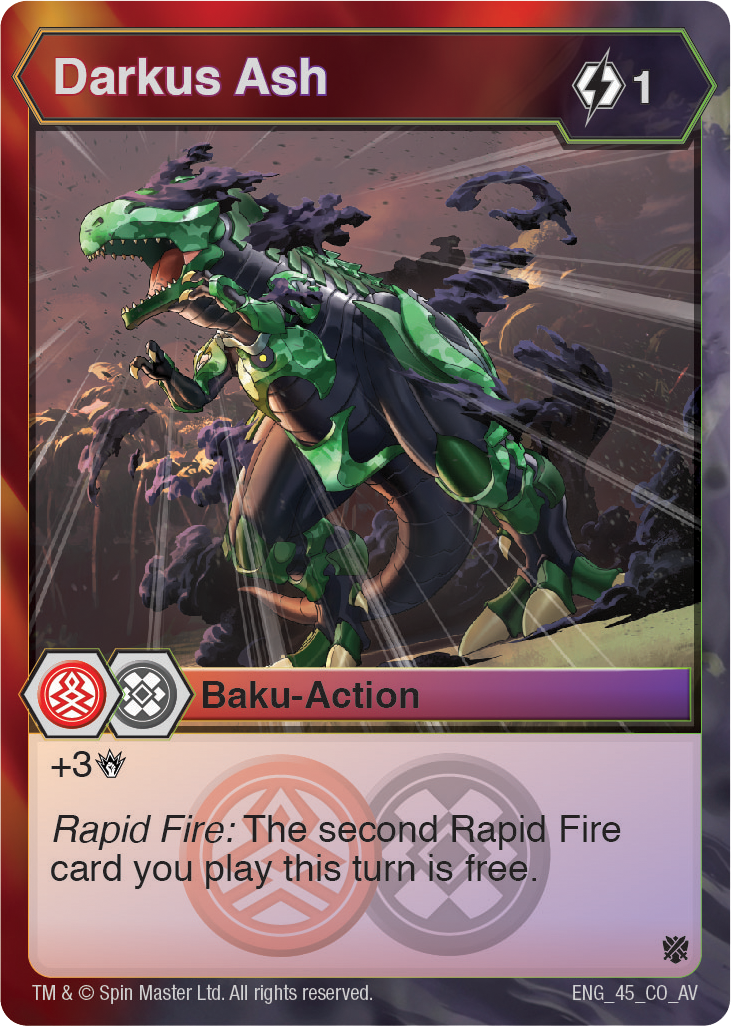 Darkus Ash
1
Baku-Action
+3
Rapid Fire: The second Rapid Fire
card you play this turn is free.
TM & © Spin Master Ltd. All rights reserved.
ENG_45_CO_AV